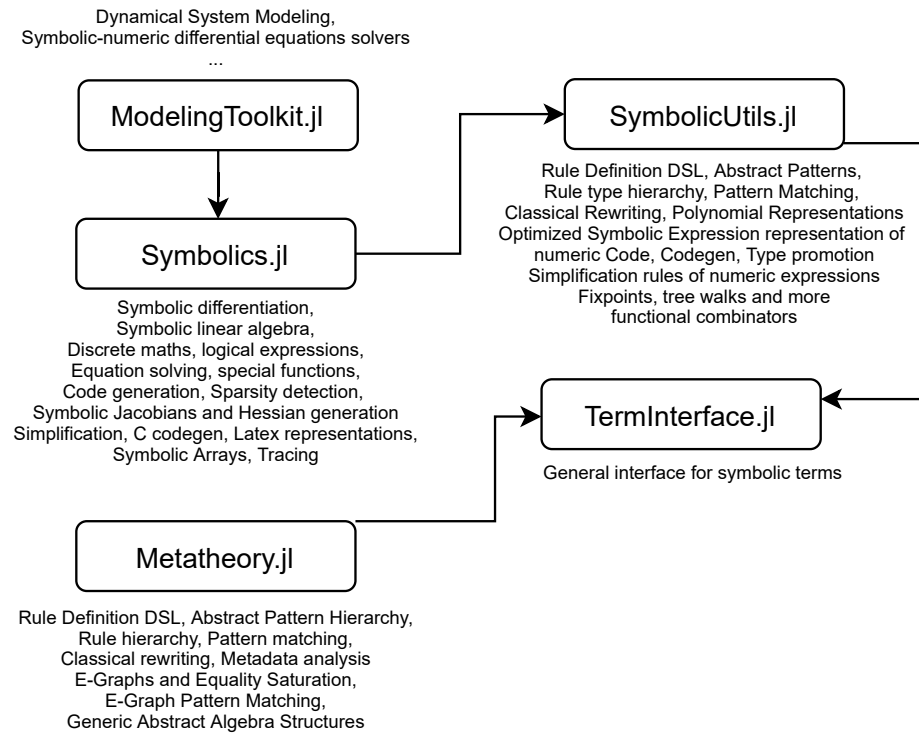 Dynamical System Modeling,
Symbolic-numeric differential equations solvers
...
ModelingToolkit.jl
SymbolicUtils.jl
Rule Definition DSL, Abstract Patterns,
Rule type hierarchy, Pattern Matching,
Classical Rewriting, Polynomial Representations
Optimized Symbolic Expression representation of
numeric Code, Codegen, Type promotion
Simplification rules of numeric expressions
Fixpoints, tree walks and more
functional combinators
Symbolics.jl
Symbolic differentiation,
Symbolic linear algebra,
Discrete maths, logical expressions,
Equation solving, special functions,
Code generation, Sparsity detection,
Symbolic Jacobians and Hessian generation
Simplification, C codegen, Latex representations,
Symbolic Arrays, Tracing
TermInterface.jl
General interface for symbolic terms
Metatheory.jl
Rule Definition DSL, Abstract Pattern Hierarchy,
Rule hierarchy, Pattern matching,
Classical rewriting, Metadata analysis
E-Graphs and Equality Saturation,
E-Graph Pattern Matching,
Generic Abstract Algebra Structures